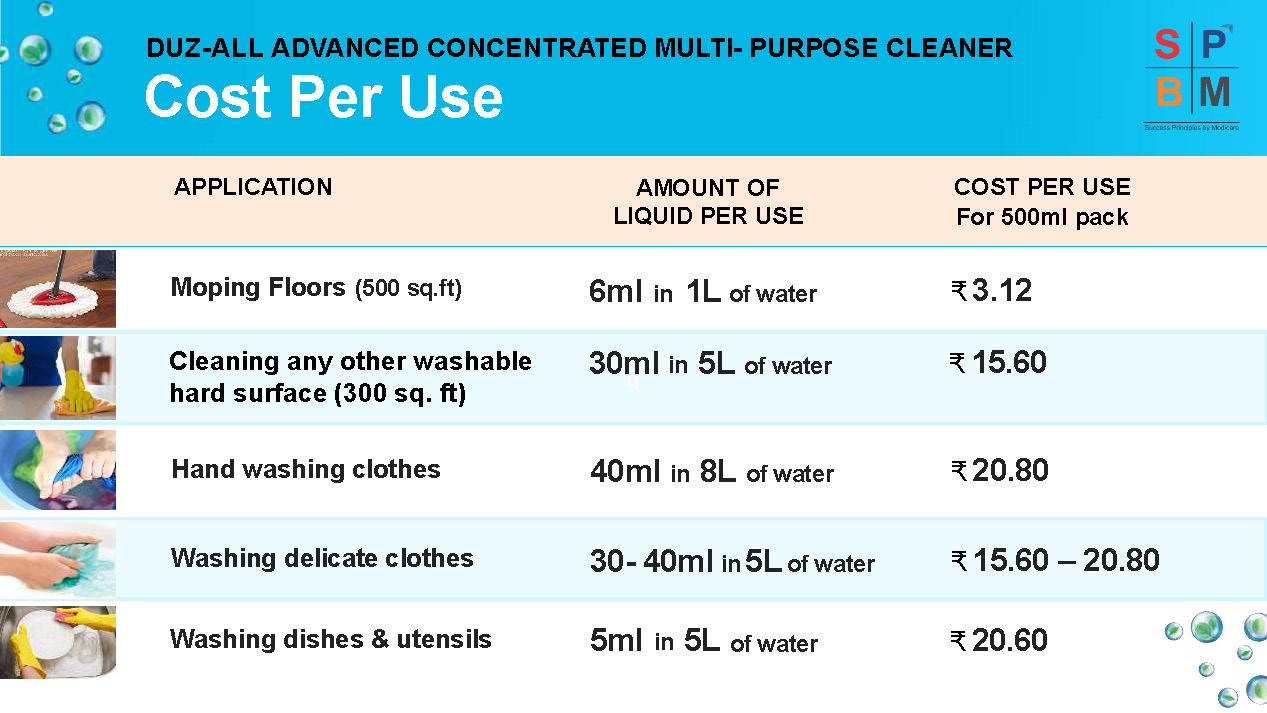 DUZ-ALL ADVANCED CONCENTRATED MULTI- PURPOSE CLEANER
Cost Per Use
S P
B M
Success Principles by Modicare
APPLICATION
AMOUNT OF
LIQUID PER USE
COST PER USE
For 500ml pack
Moping Floors (500 sq.ft)
6ml in 1L of water
₹ 3.12
Cleaning any other washable
hard surface (300 sq. ft)
30ml in 5L of water
q
₹ 15.60
Hand washing clothes
40ml in 8L of water
₹ 20.80
Washing delicate clothes
30- 40ml in 5L of water
₹ 15.60 – 20.80
Washing dishes & utensils
5ml in 5L of water
₹ 20.60